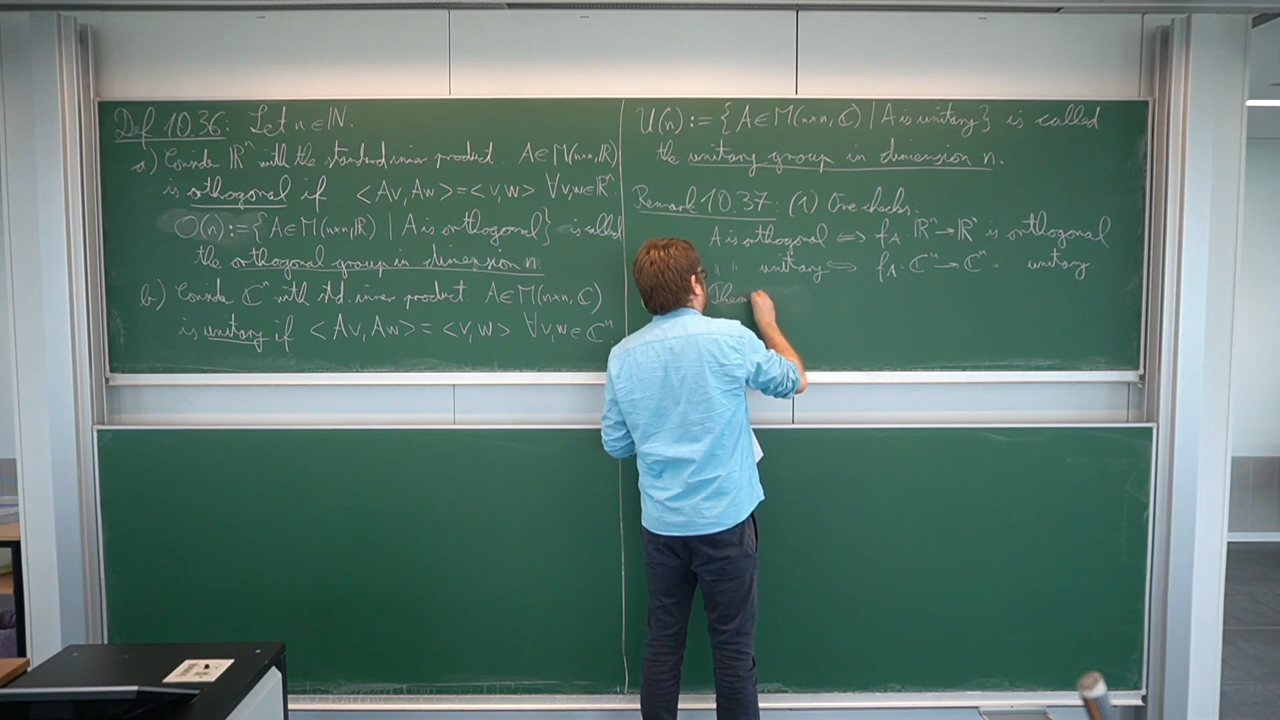 Def 10.36: Let n ∈ ℕ.
a) Consider ℝⁿ with the standard inner product. A ∈ M(n×n, ℝ)
is orthogonal if <Av, Aw> = <v, w> ∀v,w ∈ ℝⁿ.
O(n) := {A ∈ M(n×n, ℝ) | A is orthogonal} is called
the orthogonal group in dimension n.
b) Consider ℂⁿ with std. inner product. A ∈ M(n×n, ℂ)
is unitary if <Av, Aw> = <v, w> ∀v,w ∈ ℂⁿ.
U(n) := {A ∈ M(n×n, ℂ) | A is unitary} is called
the unitary group in dimension n.
Remark 10.37: (1) One checks:
A is orthogonal ⇔ f_A: ℝⁿ → ℝⁿ is orthogonal
" " unitary ⇔ f_A: ℂⁿ → ℂⁿ " unitary
Theo